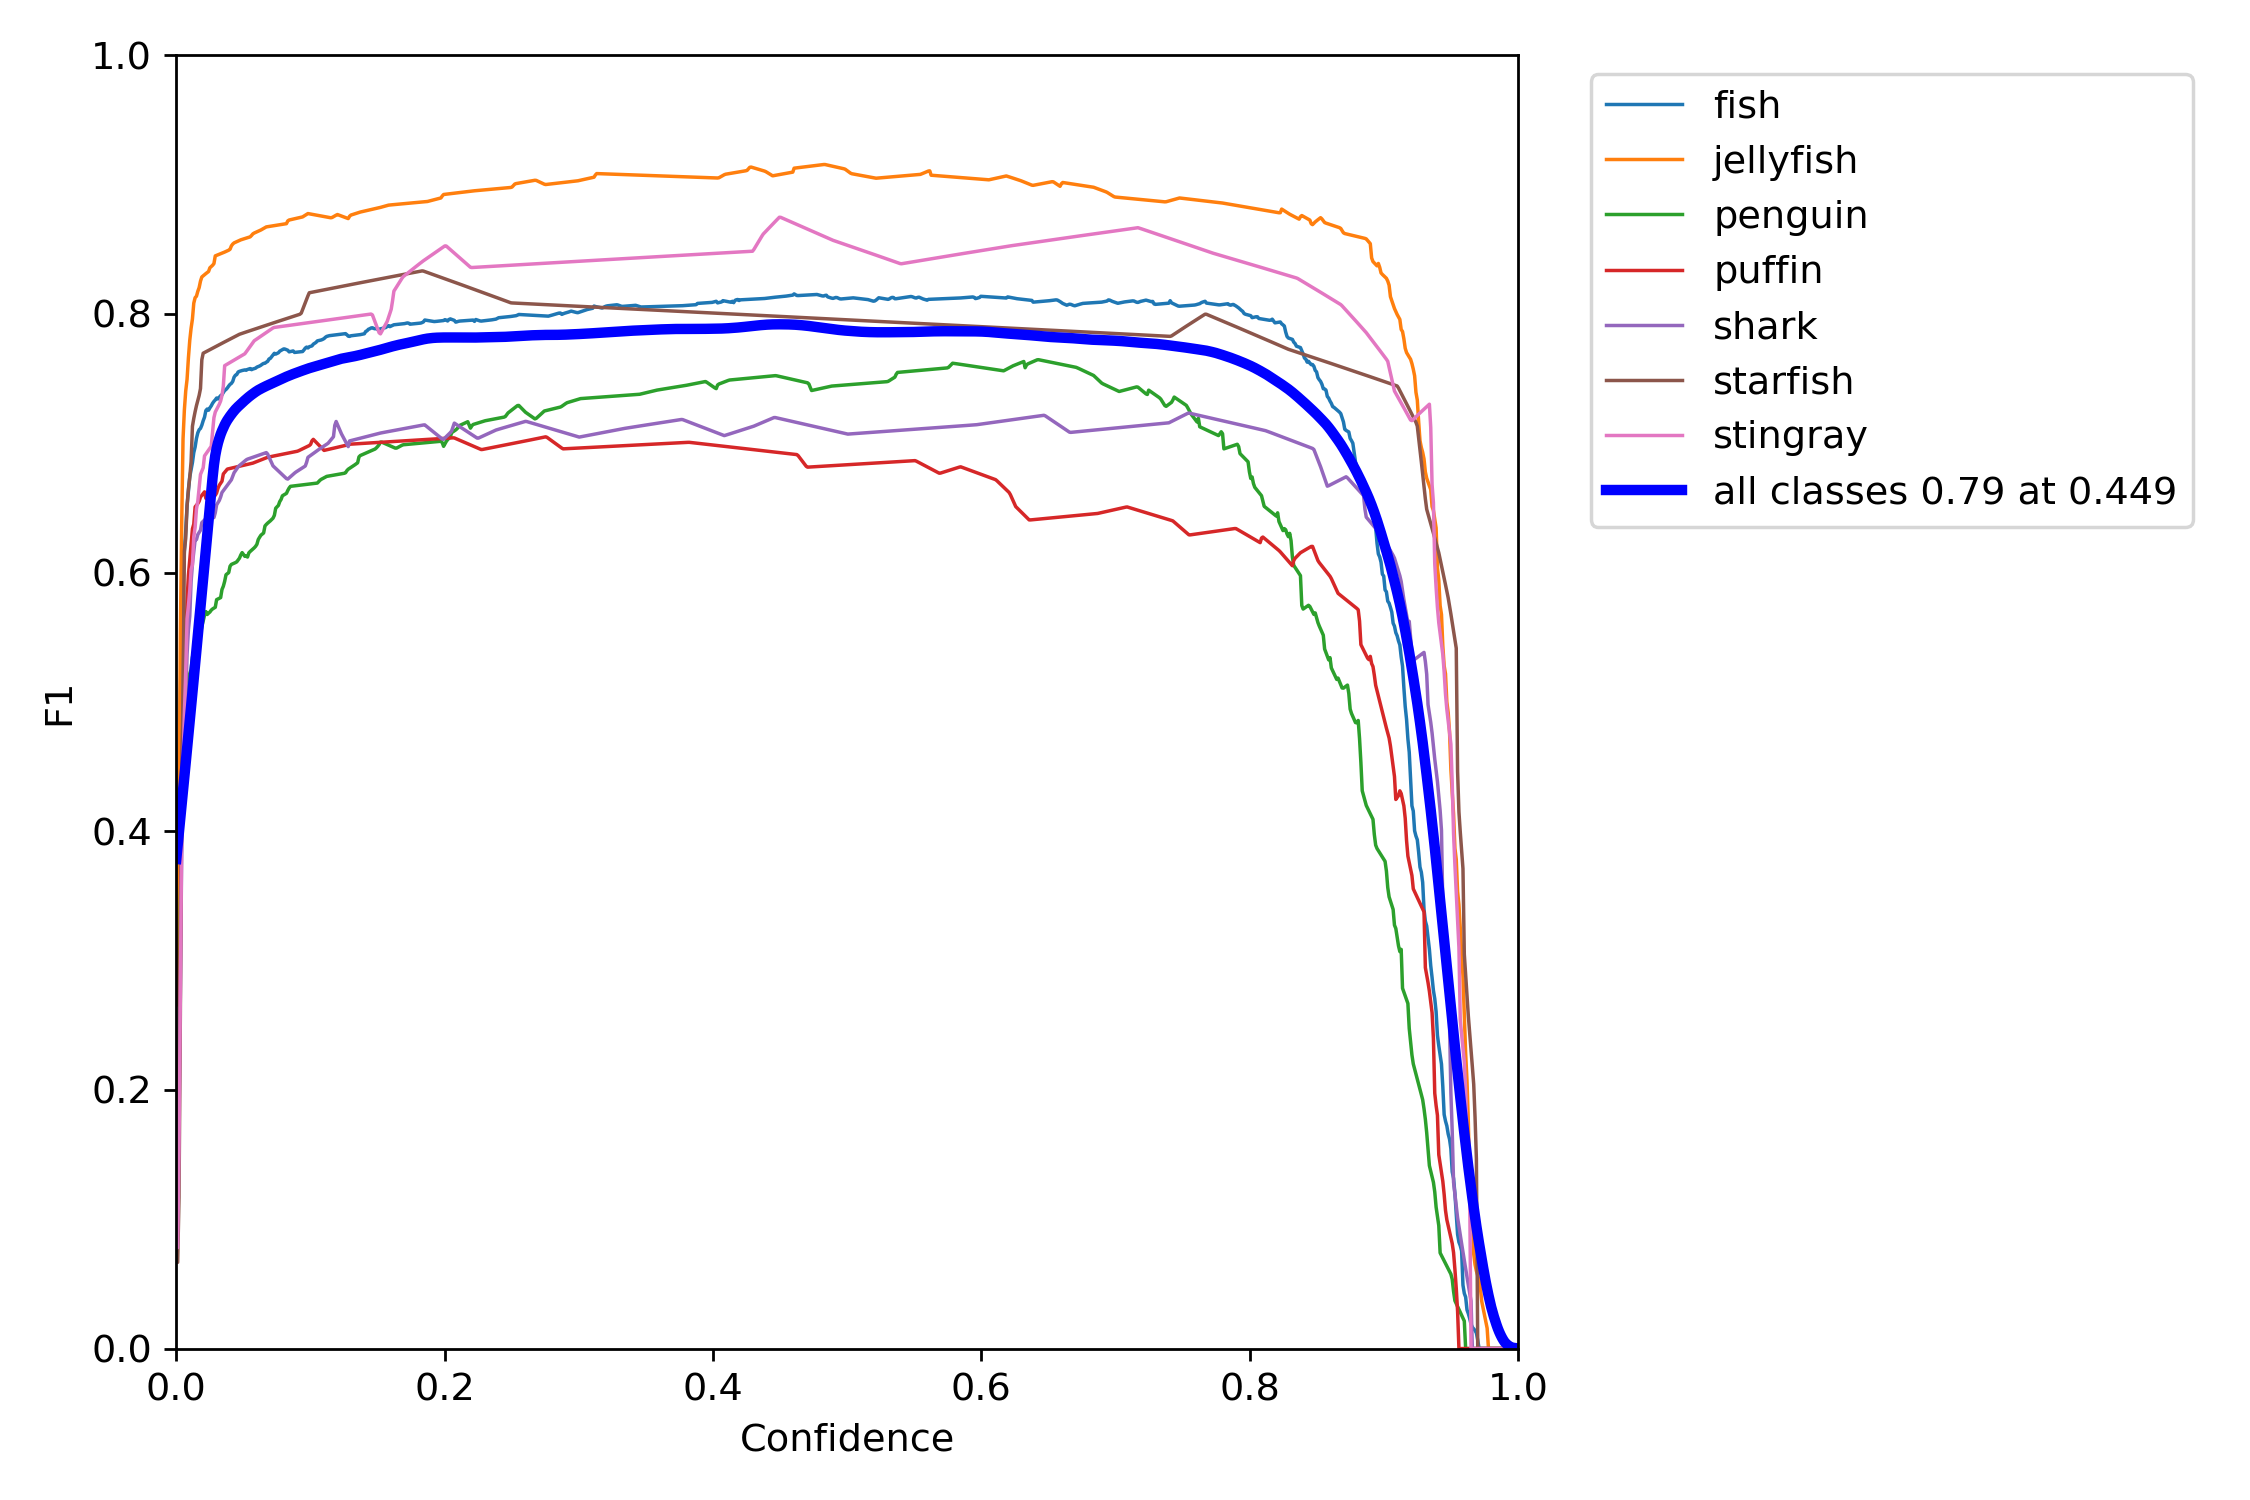 1.0
0.8
0.6
0.4
0.2
0.0
F1
0.0 0.2 0.4 0.6 0.8 1.0
Confidence
fish
jellyfish
penguin
puffin
shark
starfish
stingray
all classes 0.79 at 0.449